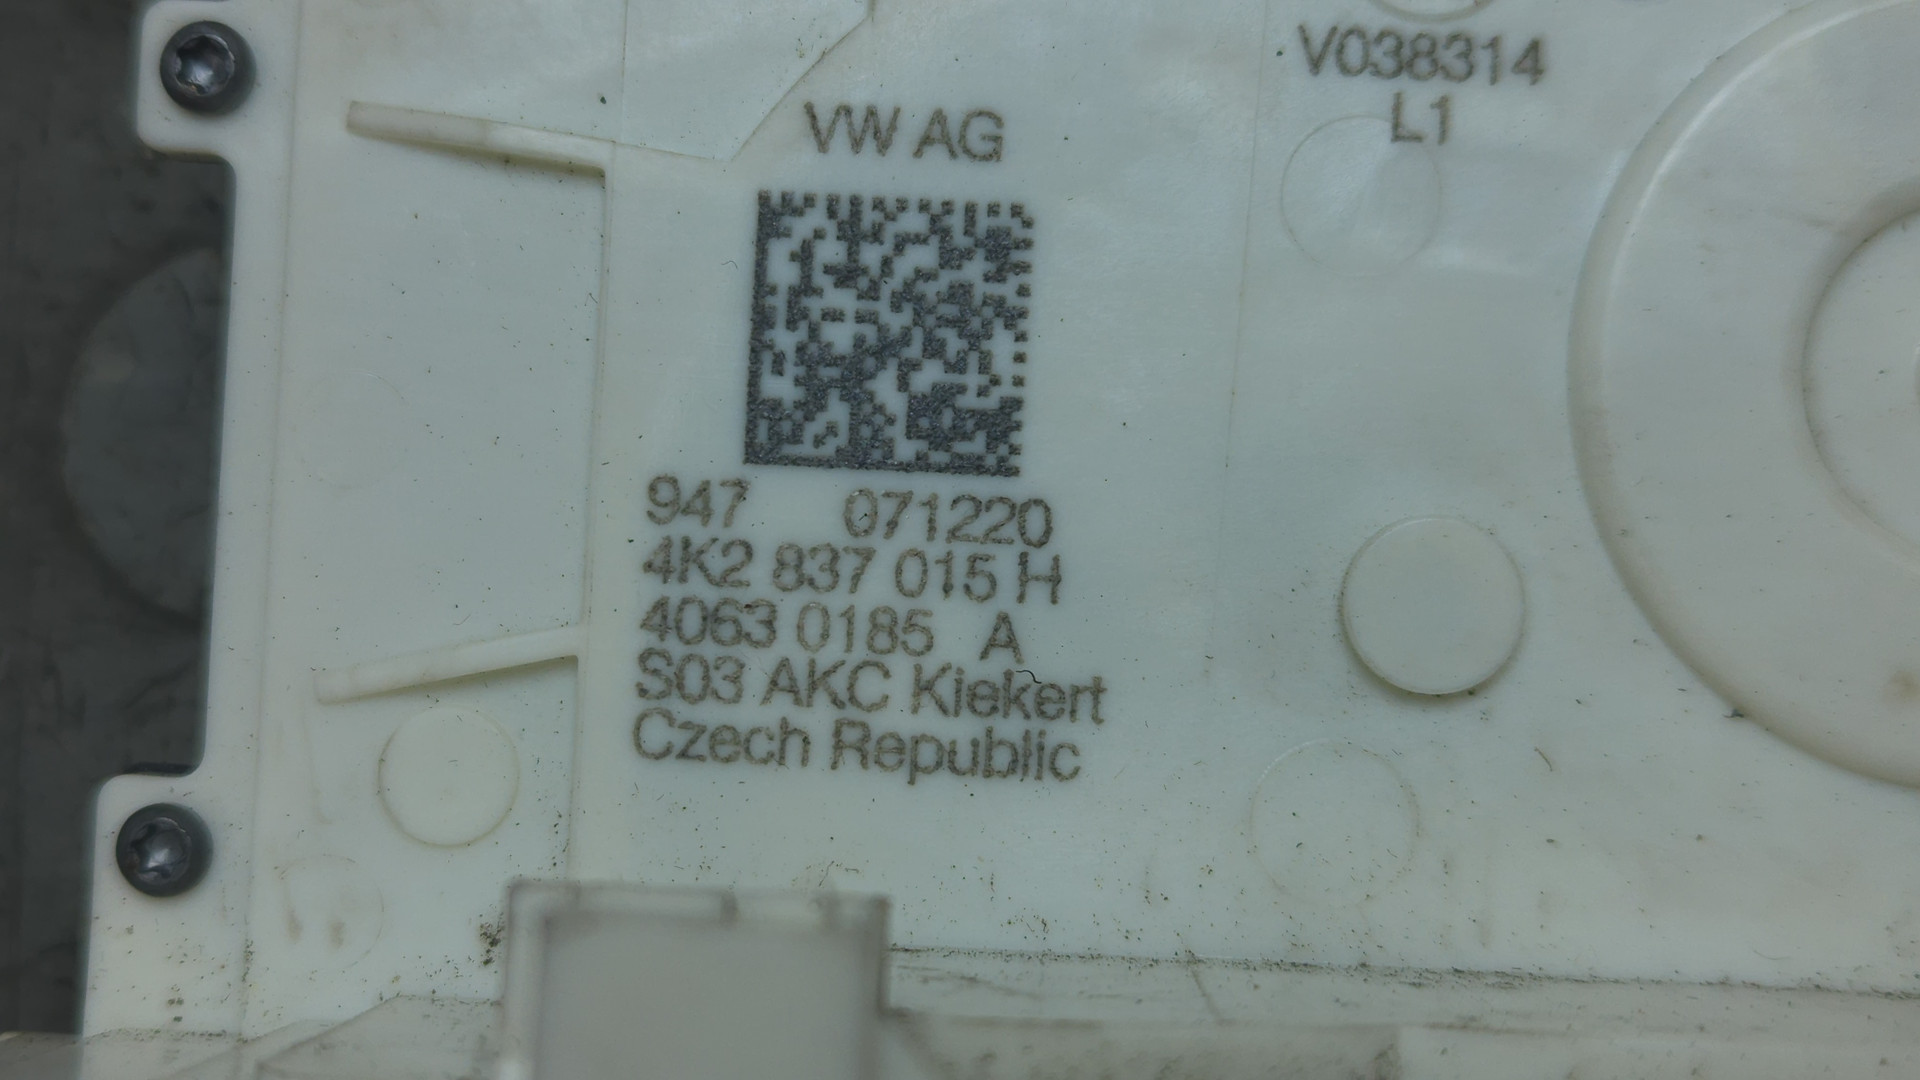 V038314
L1
VW AG
947 071220
4K2 837 015 H
4063 0185 A
S03 AKC Kiekert
Czech Republic